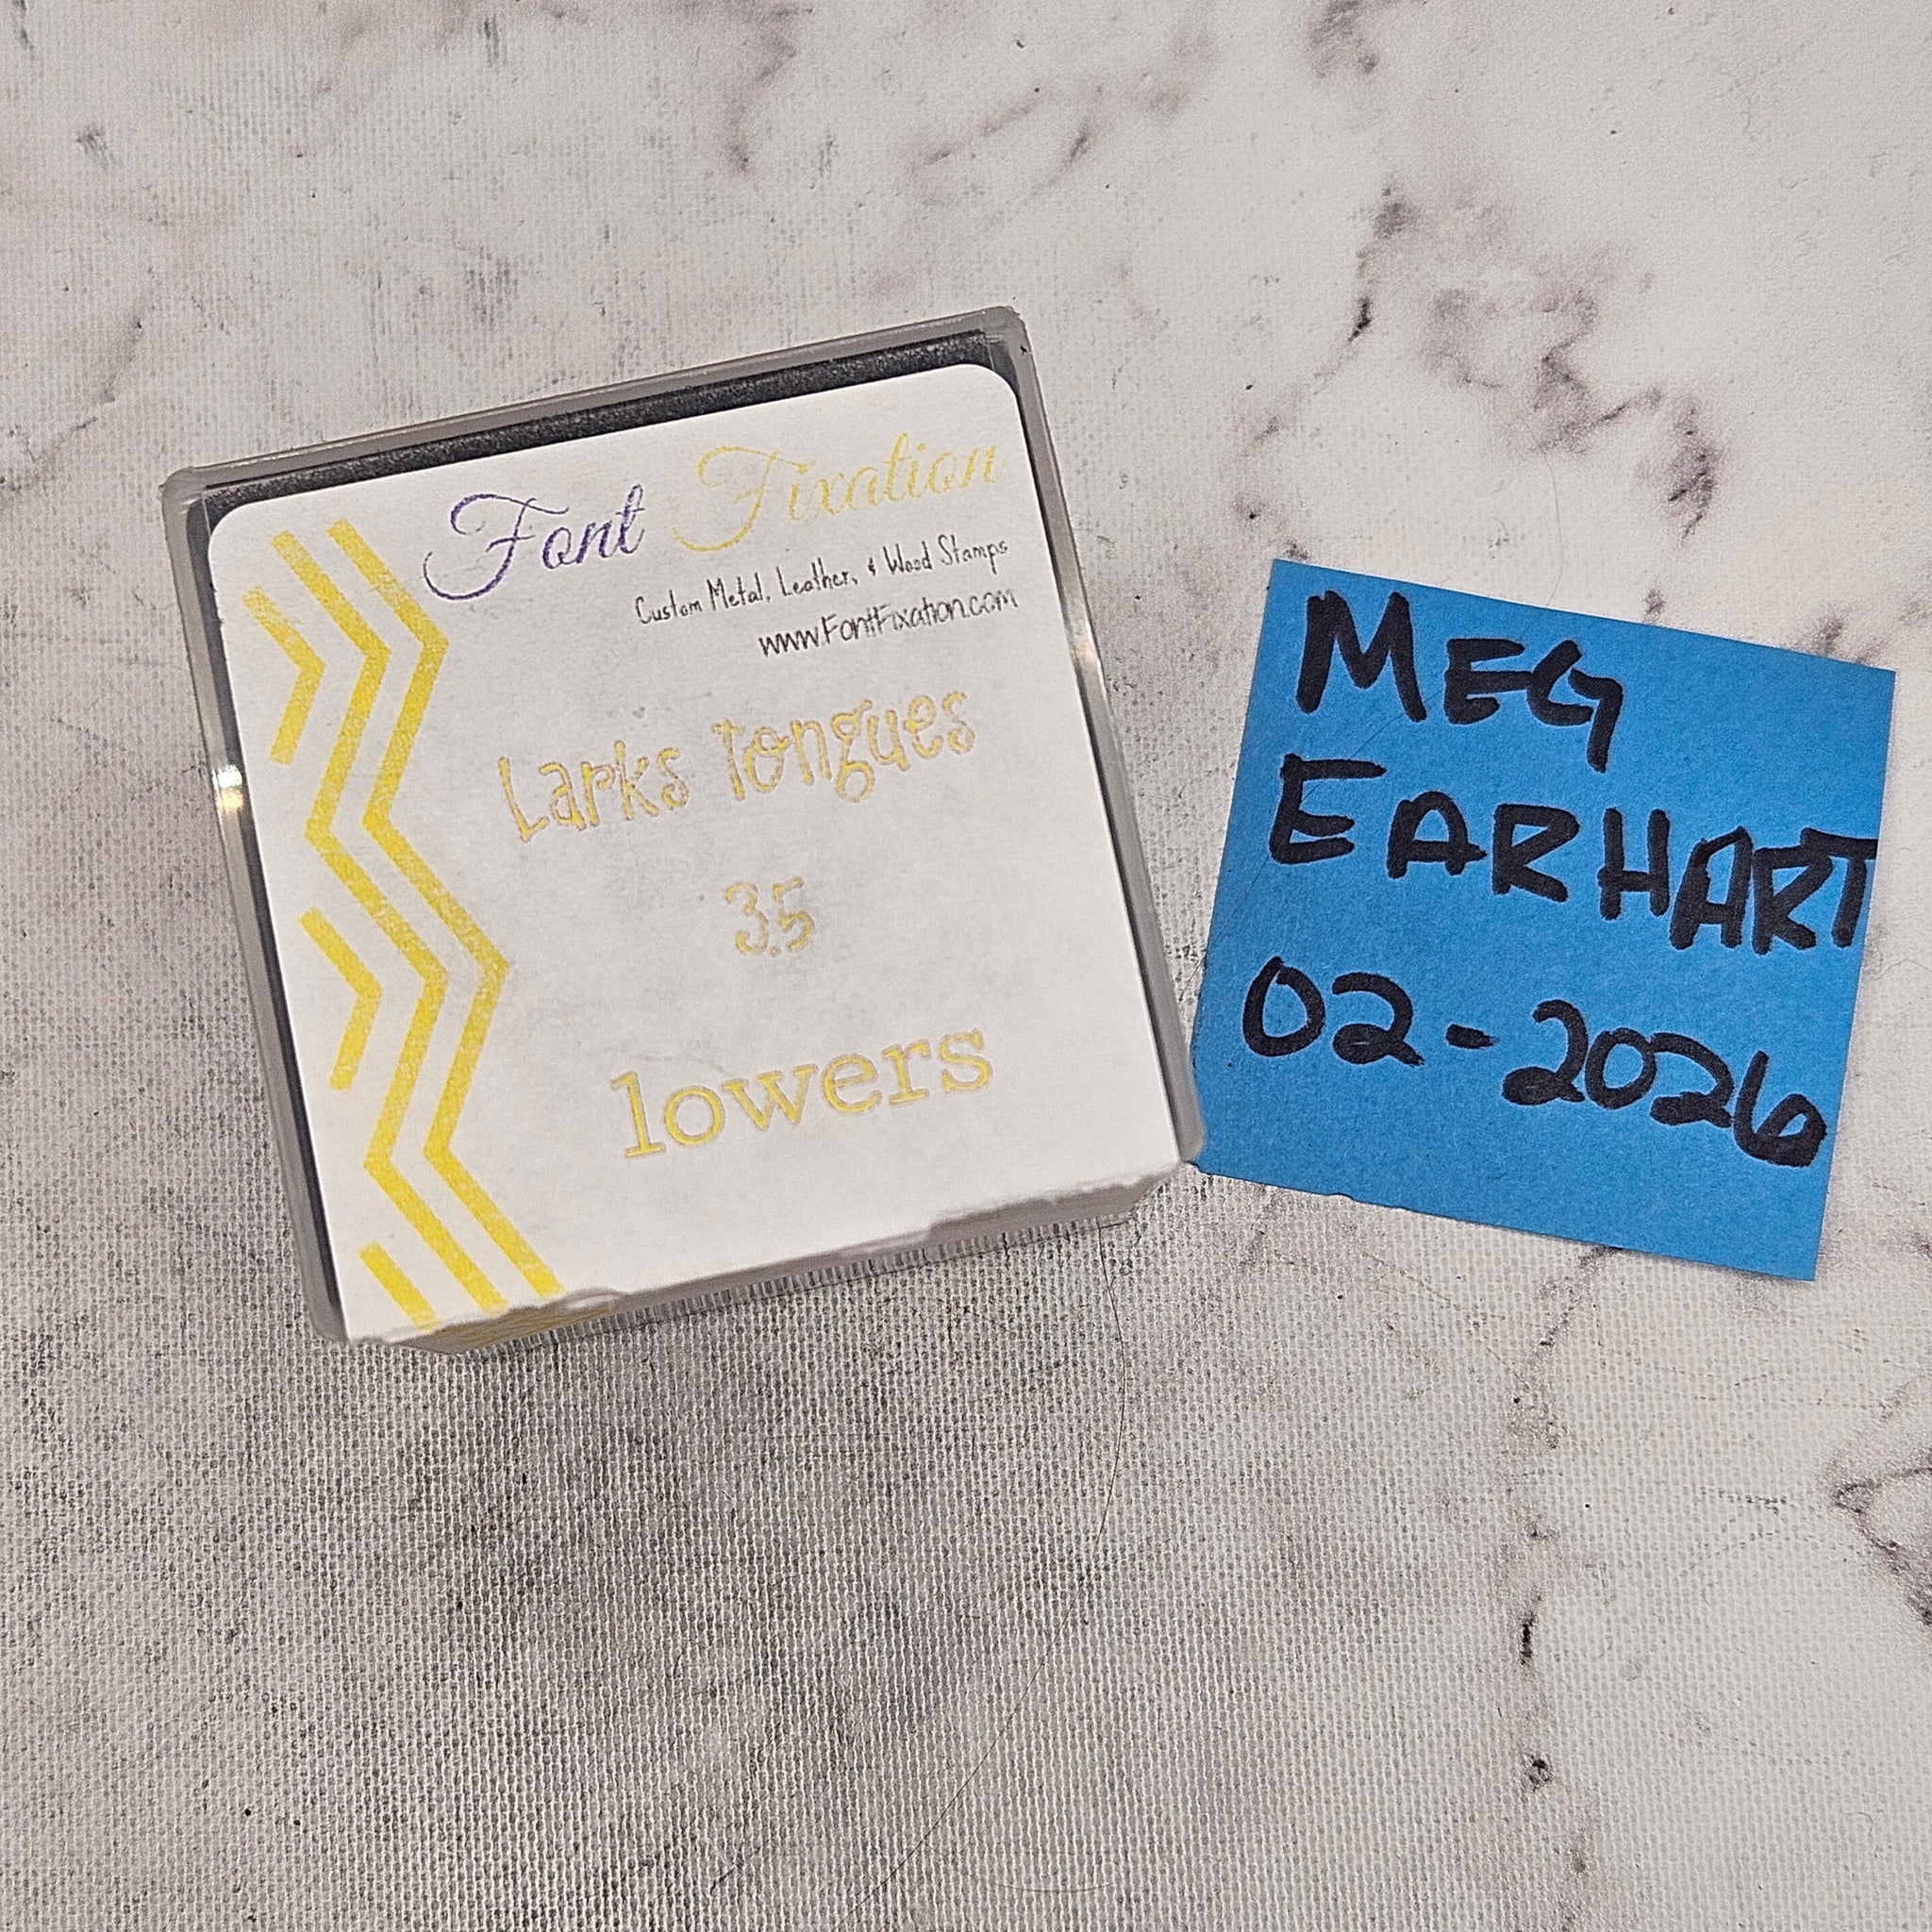 Font Fixation
Custom Metal, Leather, & Wood Stamps
www.FontFixation.com
Larks Tongues
3.5
lowers
MEG
EARHART
02-2026